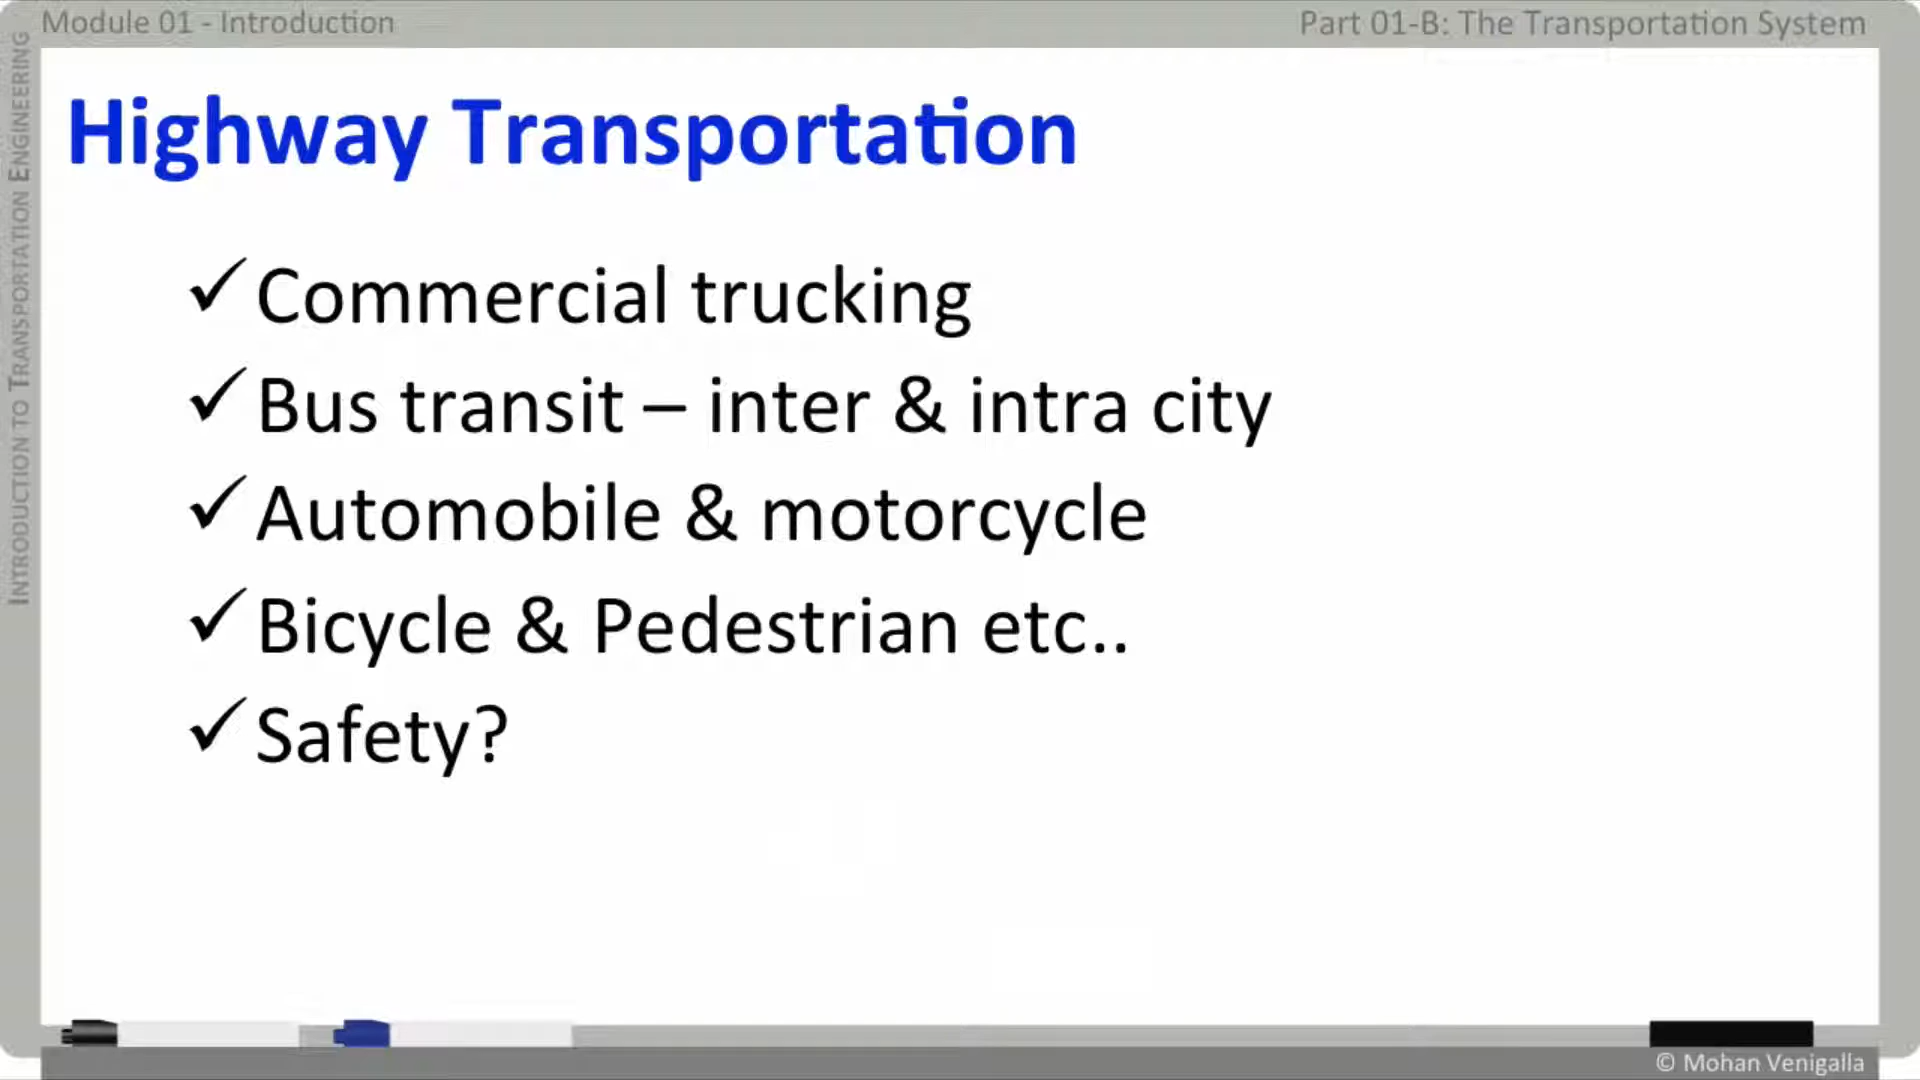 Module 01 - Introduction
Part 01-B: The Transportation System
INTRODUCTION TO TRANSPORTATION ENGINEERING
Highway Transportation
✓Commercial trucking
✓Bus transit – inter & intra city
✓Automobile & motorcycle
✓Bicycle & Pedestrian etc..
✓Safety?
© Mohan Venigalla